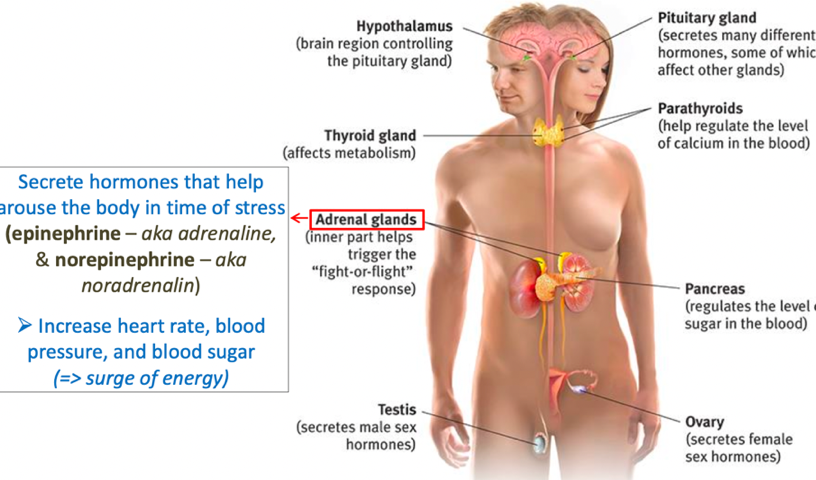 Hypothalamus
(brain region controlling
the pituitary gland)
Pituitary gland
(secretes many different
hormones, some of whic
affect other glands)
Parathyroids
(help regulate the level
of calcium in the blood)
Thyroid gland
(affects metabolism)
Secrete hormones that help
arouse the body in time of stress
(epinephrine – aka adrenaline,
& norepinephrine – aka
noradrenalin)
➢ Increase heart rate, blood
pressure, and blood sugar
(=> surge of energy)
Adrenal glands
(inner part helps
trigger the
“fight-or-flight”
response)
Pancreas
(regulates the level o
sugar in the blood)
Testis
(secretes male sex
hormones)
Ovary
(secretes female
sex hormones)